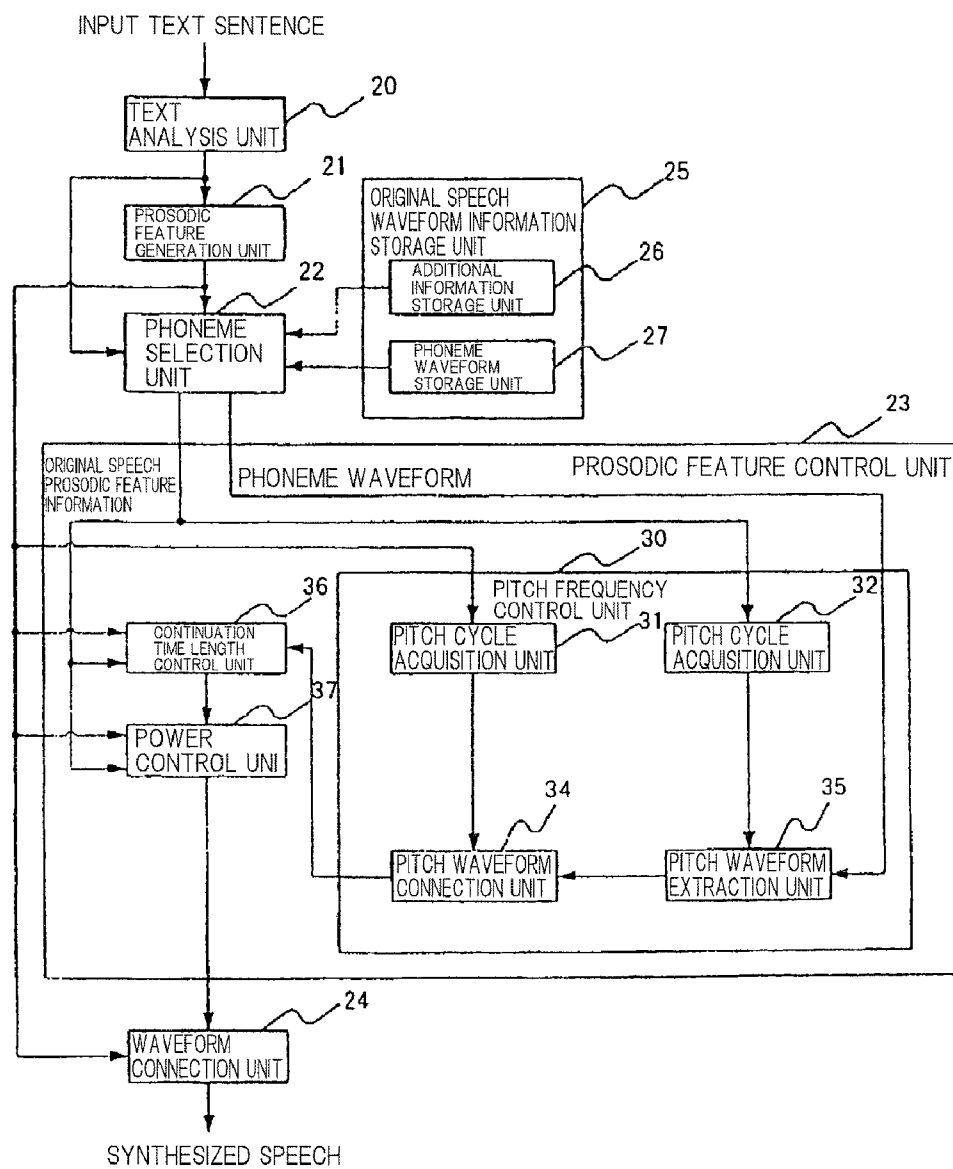 INPUT TEXT SENTENCE
20
TEXT
ANALYSIS UNIT
21
PROSODIC
FEATURE
GENERATION UNIT
22
PHONEME
SELECTION
UNIT
25
ORIGINAL SPEECH
WAVEFORM INFORMATION
STORAGE UNIT
26
ADDITIONAL
INFORMATION
STORAGE UNIT
27
PHONEME
WAVEFORM
STORAGE UNIT
23
ORIGINAL SPEECH
PROSODIC FEATURE
INFORMATION
PHONEME WAVEFORM
PROSODIC FEATURE CONTROL UNIT
30
PITCH FREQUENCY
CONTROL UNIT
36
CONTINUATION
TIME LENGTH
CONTROL UNIT
31
PITCH CYCLE
ACQUISITION UNIT
32
PITCH CYCLE
ACQUISITION UNIT
37
POWER
CONTROL UNI
34
PITCH WAVEFORM
CONNECTION UNIT
35
PITCH WAVEFORM
EXTRACTION UNIT
24
WAVEFORM
CONNECTION UNIT
SYNTHESIZED SPEECH